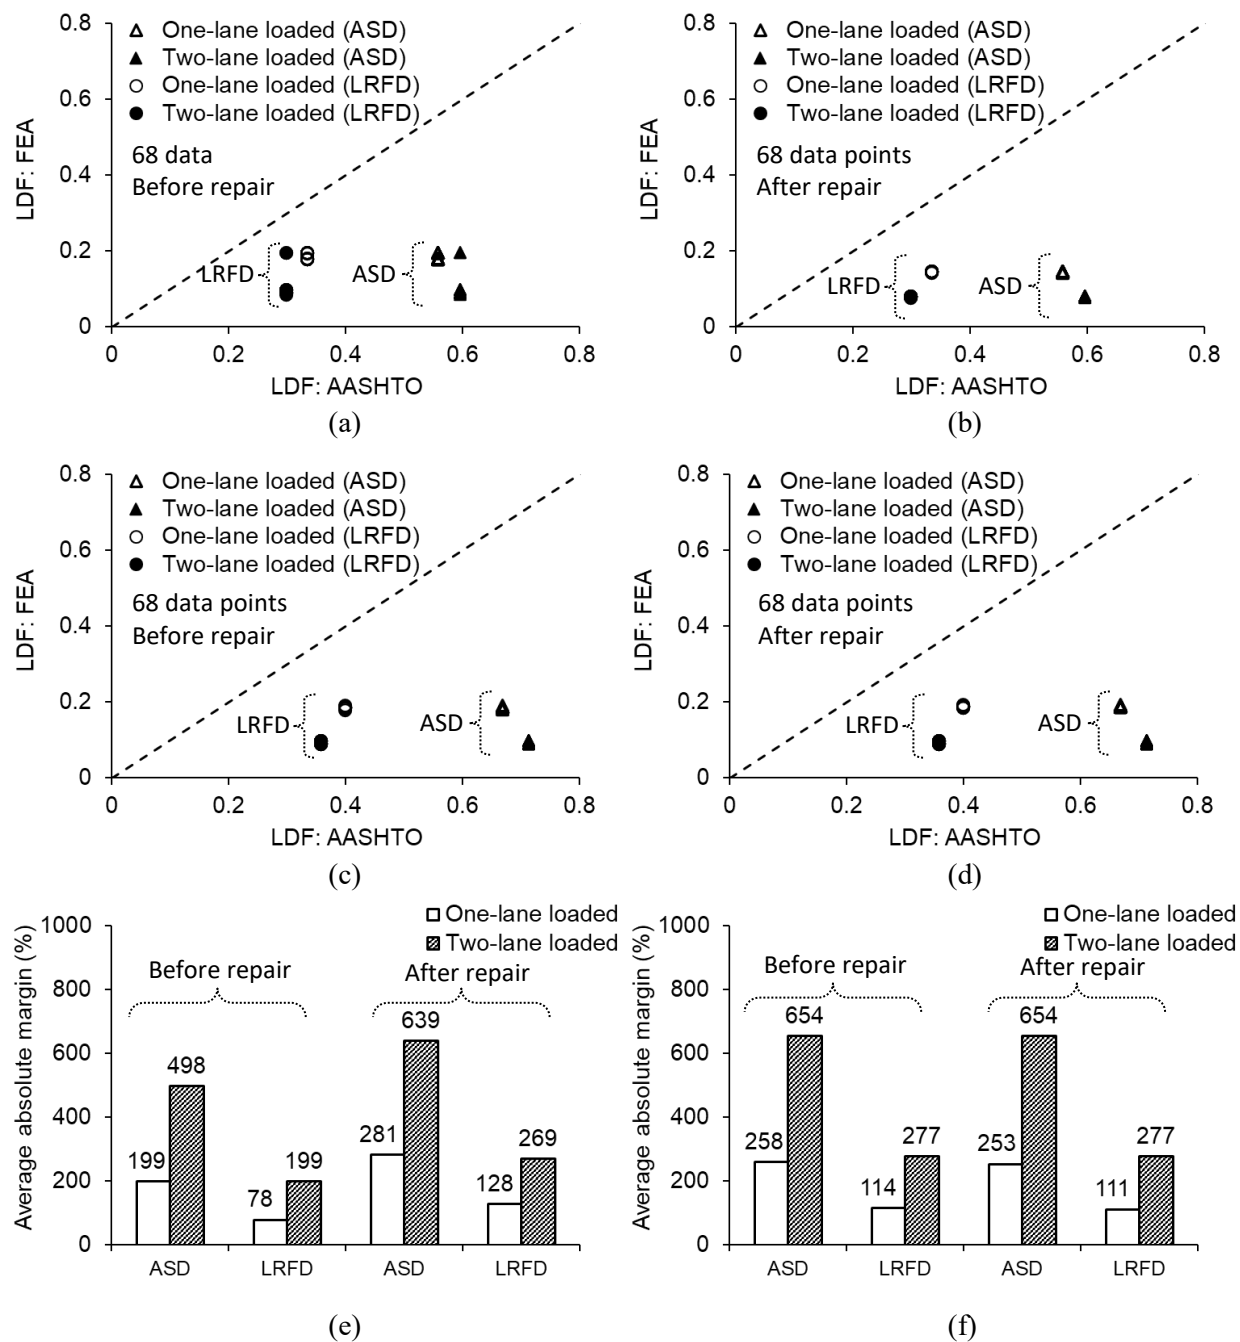 0.8
One-lane loaded (ASD)
Two-lane loaded (ASD)
One-lane loaded (LRFD)
Two-lane loaded (LRFD)
0.6
68 data
Before repair
0.4
LDF: FEA
0.2
LRFD
ASD
0
0 0.2 0.4 0.6 0.8
LDF: AASHTO
(a)
0.8
One-lane loaded (ASD)
Two-lane loaded (ASD)
One-lane loaded (LRFD)
Two-lane loaded (LRFD)
0.6
68 data points
After repair
0.4
LDF: FEA
0.2
LRFD
ASD
0
0 0.2 0.4 0.6 0.8
LDF: AASHTO
(b)
0.8
One-lane loaded (ASD)
Two-lane loaded (ASD)
One-lane loaded (LRFD)
Two-lane loaded (LRFD)
0.6
68 data points
Before repair
0.4
LDF: FEA
0.2
LRFD
ASD
0
0 0.2 0.4 0.6 0.8
LDF: AASHTO
(c)
0.8
One-lane loaded (ASD)
Two-lane loaded (ASD)
One-lane loaded (LRFD)
Two-lane loaded (LRFD)
0.6
68 data points
After repair
0.4
LDF: FEA
0.2
LRFD
ASD
0
0 0.2 0.4 0.6 0.8
LDF: AASHTO
(d)
One-lane loaded
Two-lane loaded
1000
800
600
400
200
0
Average absolute margin (%)
Before repair
After repair
199
498
78
199
281
639
128
269
ASD LRFD ASD LRFD
(e)
One-lane loaded
Two-lane loaded
1000
800
600
400
200
0
Average absolute margin (%)
Before repair
After repair
258
654
114
277
253
654
111
277
ASD LRFD ASD LRFD
(f)